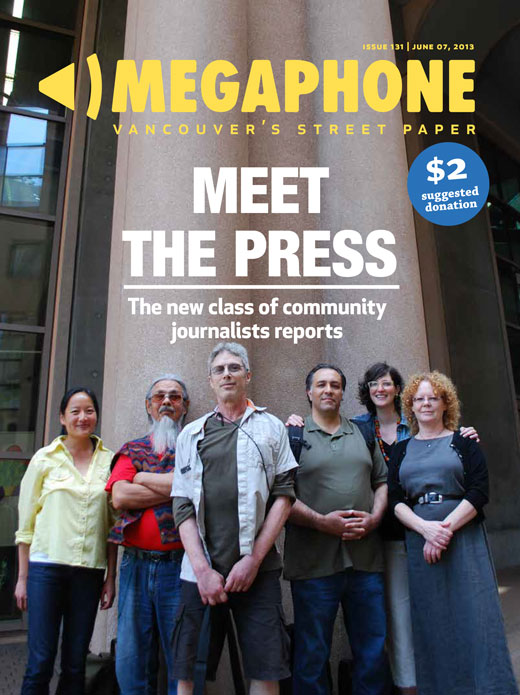 ISSUE 131 | JUNE 07, 2013
MEGAPHONE
VANCOUVER'S STREET PAPER
$2
suggested
donation
MEET
THE PRESS
The new class of community
journalists reports